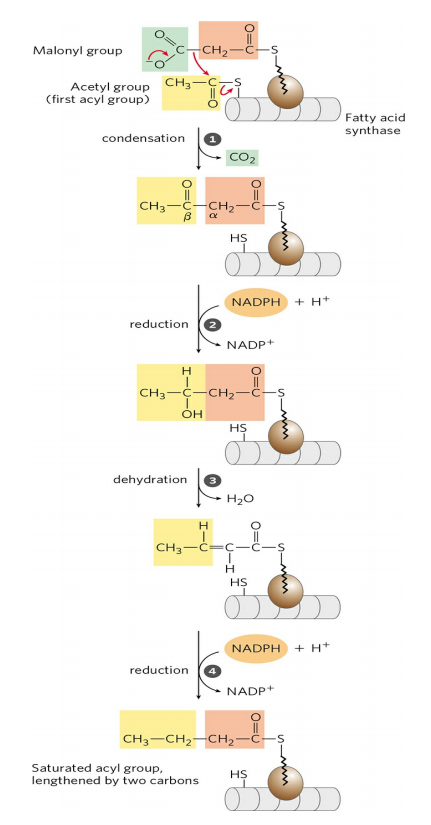 Malonyl group
O
C
CH₂
O
C
S
⁻O
Acetyl group
(first acyl group)
CH₃
C
S
O
Fatty acid
synthase
condensation
1
CO₂
O
O
CH₃
C
CH₂
C
S
β
α
HS
NADPH
+ H⁺
reduction
2
NADP⁺
H
O
CH₃
C
CH₂
C
S
OH
HS
dehydration
3
H₂O
H
O
CH₃
C
C
C
S
H
HS
NADPH
+ H⁺
reduction
4
NADP⁺
O
CH₃
CH₂
CH₂
C
S
Saturated acyl group,
lengthened by two carbons
HS